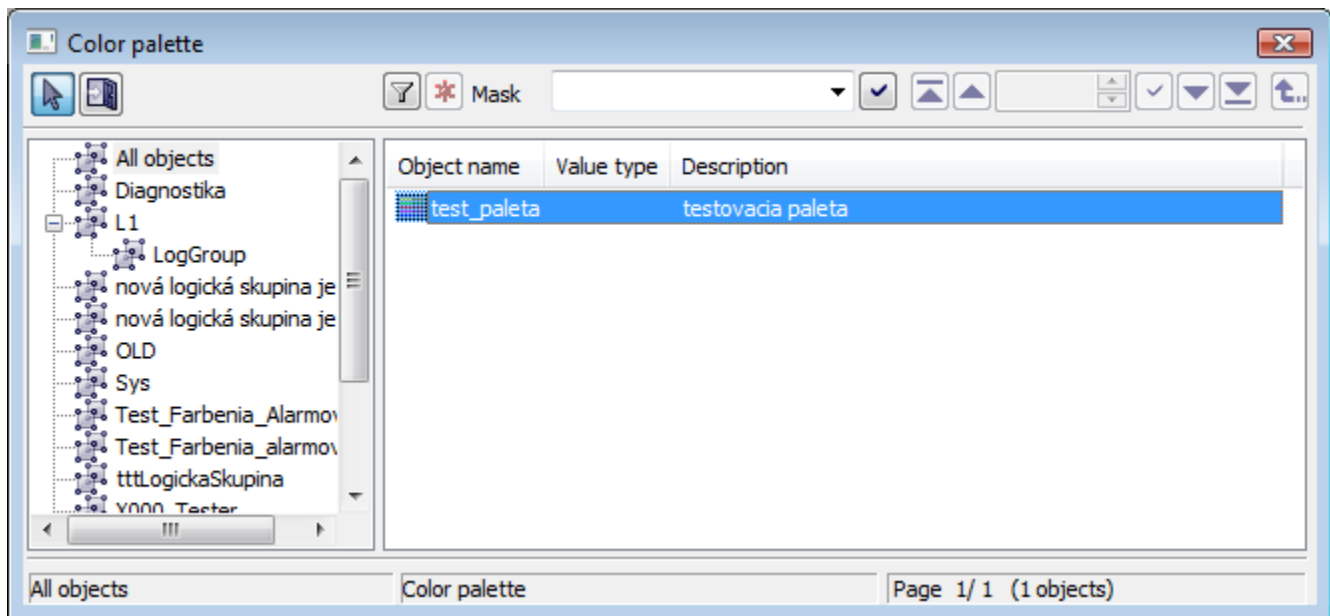 Color palette
Mask
All objects
Diagnostika
L1
LogGroup
nová logická skupina je
nová logická skupina je
OLD
Sys
Test_Farbenia_Alarmov
Test_Farbenia_alarmov
tttLogickaSkupina
X000_Tester
Object name Value type Description
test_paleta testovacia paleta
All objects Color palette Page 1/ 1 (1 objects)